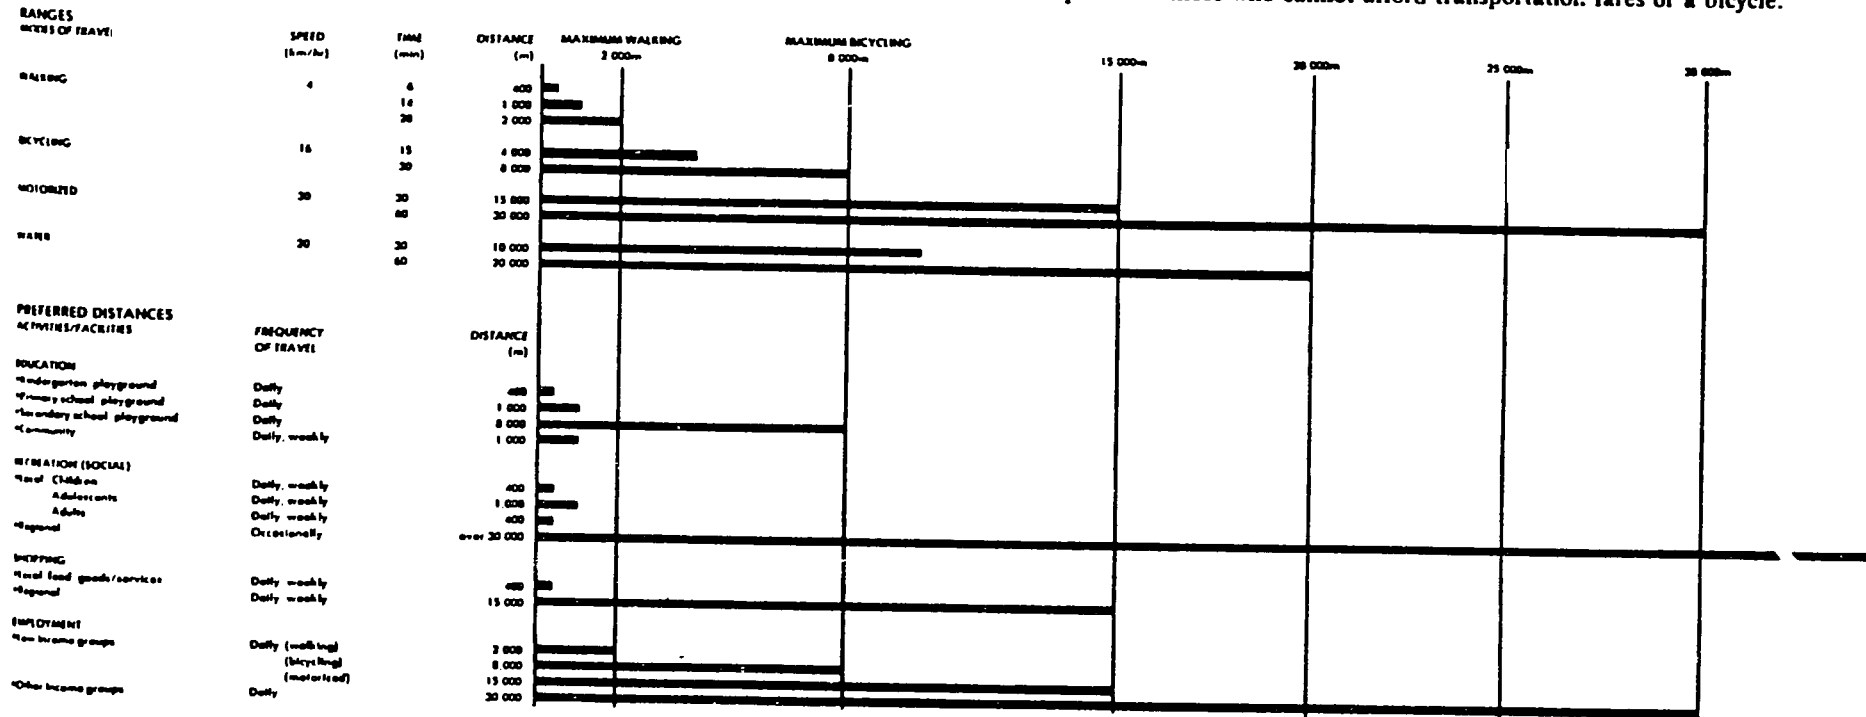 who cannot afford transportation fares or a bicycle.
RANGES
MODES OF TRAVEL SPEED (km/hr) TIME (min) DISTANCE (m) MAXIMUM WALKING 2 000m MAXIMUM BICYCLING 8 000m 15 000m 20 000m 25 000m 30 000m
WALKING 4 6 400
14 1 000
2 000
BICYCLING 16 15 4 000
30 8 000
MOTORIZED 30 30 15 000
60 30 000
WATER 20 30 10 000
60 20 000
PREFERRED DISTANCES
ACTIVITIES/FACILITIES FREQUENCY OF TRAVEL DISTANCE (m)
EDUCATION
*Kindergarten playground Daily 400
*Primary school playground Daily 1 000
*Secondary school playground Daily 8 000
*Community Daily, weekly 1 000
RECREATION (SOCIAL)
*Local Children Daily, weekly 400
Adolescents Daily, weekly 1 000
Adults Daily weekly 400
*Regional Occasionally over 30 000
SHOPPING
*Local food goods/services Daily weekly 400
*Regional Daily weekly 15 000
EMPLOYMENT
*Low income groups Daily (walking) 2 000
(bicycling) 8,000
(motorized) 15 000
*Other income groups Daily 30 000